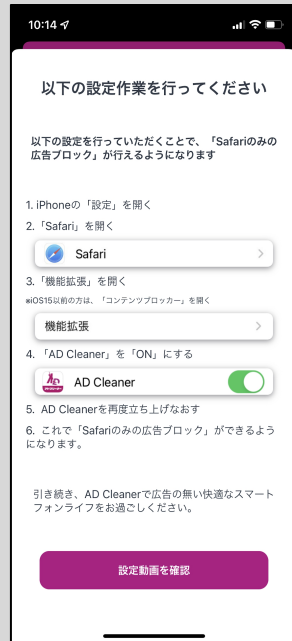 10:14
以下の設定作業を行ってください
以下の設定を行っていただくことで、「Safariのみの
広告ブロック」が行えるようになります
1. iPhoneの「設定」を開く
2.「Safari」を開く
Safari
3.「機能拡張」を開く
※iOS15以前の方は、「コンテンツブロッカー」を開く
機能拡張
4. 「AD Cleaner」を「ON」にする
AD Cleaner
5. AD Cleanerを再度立ち上げなおす
6. これで「Safariのみの広告ブロック」ができるよう
になります。
引き続き、AD Cleanerで広告の無い快適なスマート
フォンライフをお過ごしください。
設定動画を確認